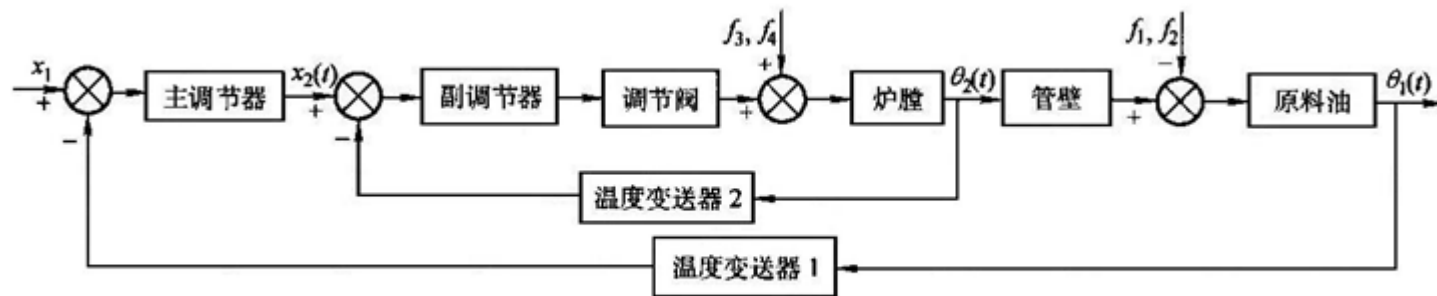 f₃, f₄
f₁, f₂
x₁
+
−
主调节器
x₂(t)
+
−
副调节器
调节阀
+
+
炉膛
θ₂(t)
管壁
−
+
原料油
θ₁(t)
温度变送器 2
温度变送器 1